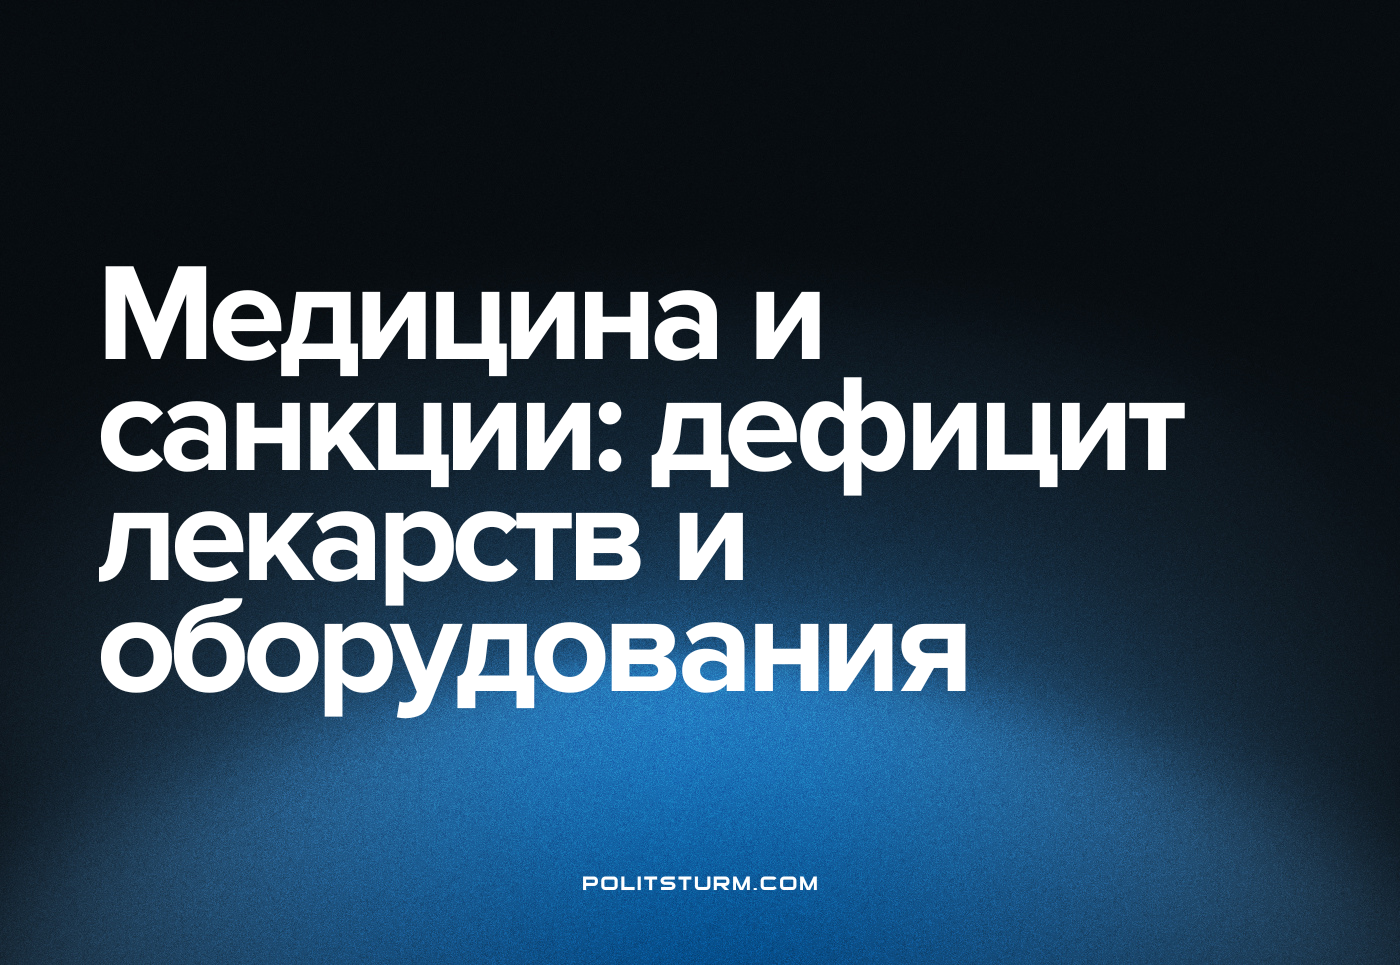 Медицина и
санкции: дефицит
лекарств и
оборудования
POLITSTURM.COM